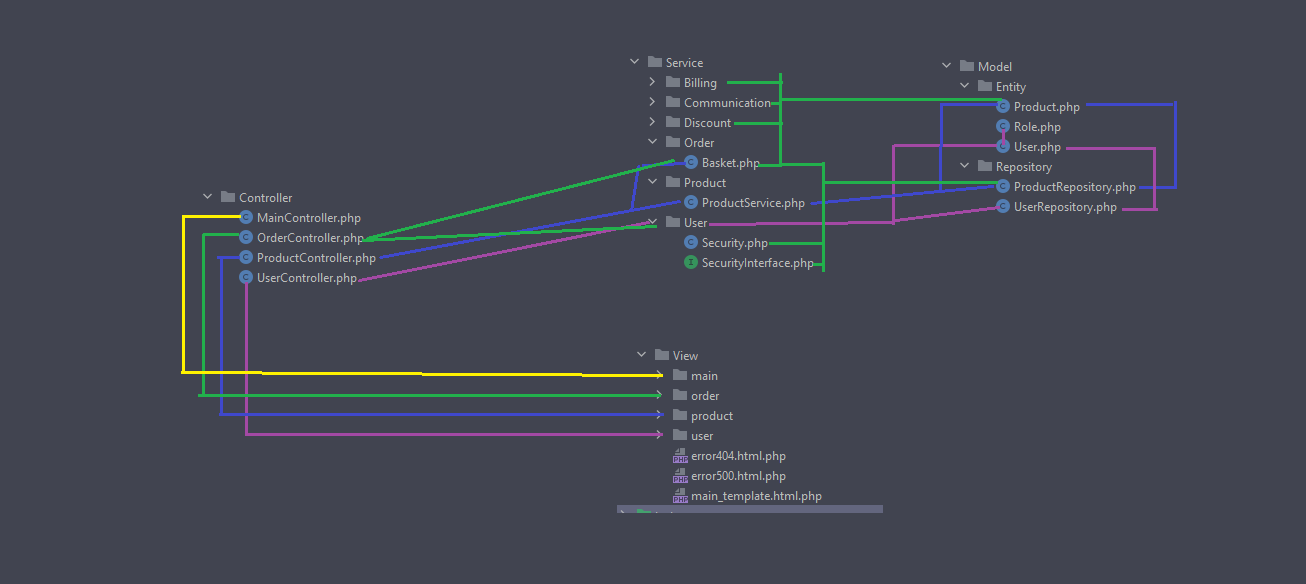 Service
Billing
Communication
Discount
Order
Basket.php
Product
ProductService.php
User
Security.php
SecurityInterface.php
Model
Entity
Product.php
Role.php
User.php
Repository
ProductRepository.php
UserRepository.php
Controller
MainController.php
OrderController.php
ProductController.php
UserController.php
View
main
order
product
user
error404.html.php
error500.html.php
main_template.html.php